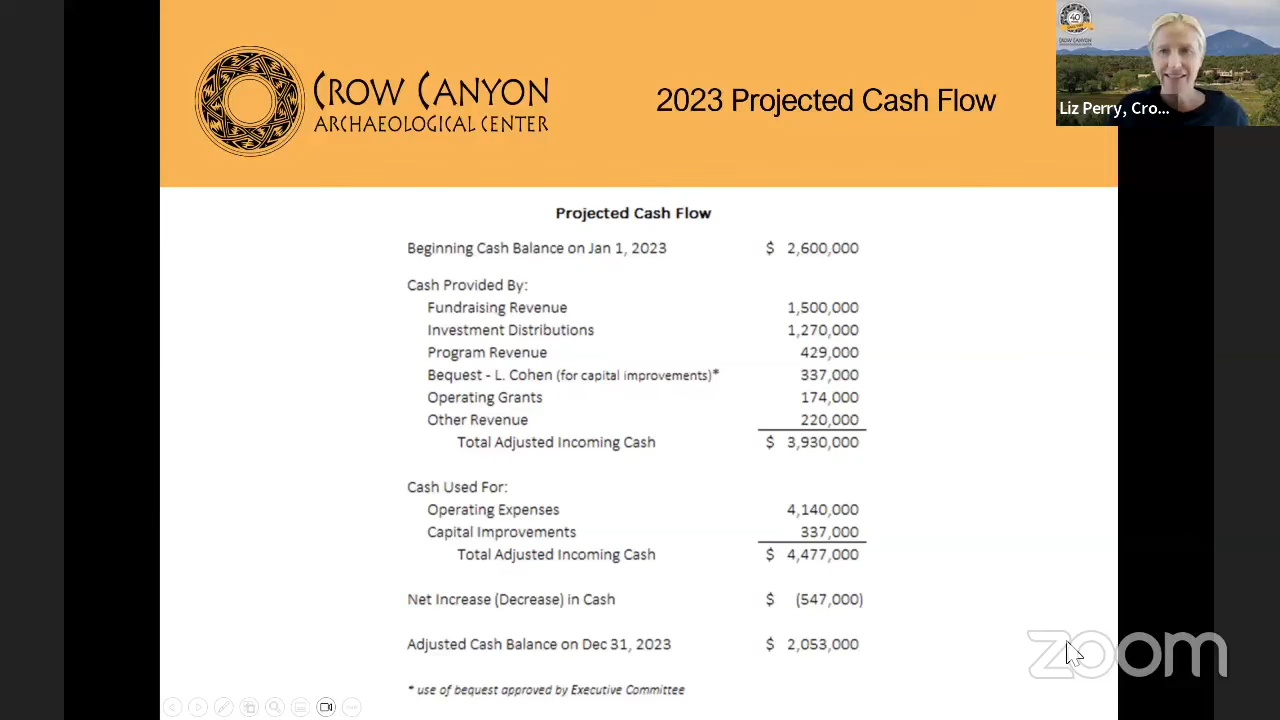 CROW CANYON
ARCHAEOLOGICAL CENTER
2023 Projected Cash Flow
40
CROW CANYON
Liz Perry, Cro...
Projected Cash Flow
Beginning Cash Balance on Jan 1, 2023 $ 2,600,000
Cash Provided By:
Fundraising Revenue 1,500,000
Investment Distributions 1,270,000
Program Revenue 429,000
Bequest - L. Cohen (for capital improvements)* 337,000
Operating Grants 174,000
Other Revenue 220,000
Total Adjusted Incoming Cash $ 3,930,000
Cash Used For:
Operating Expenses 4,140,000
Capital Improvements 337,000
Total Adjusted Incoming Cash $ 4,477,000
Net Increase (Decrease) in Cash $ (547,000)
Adjusted Cash Balance on Dec 31, 2023 $ 2,053,000
* use of bequest approved by Executive Committee
zoom